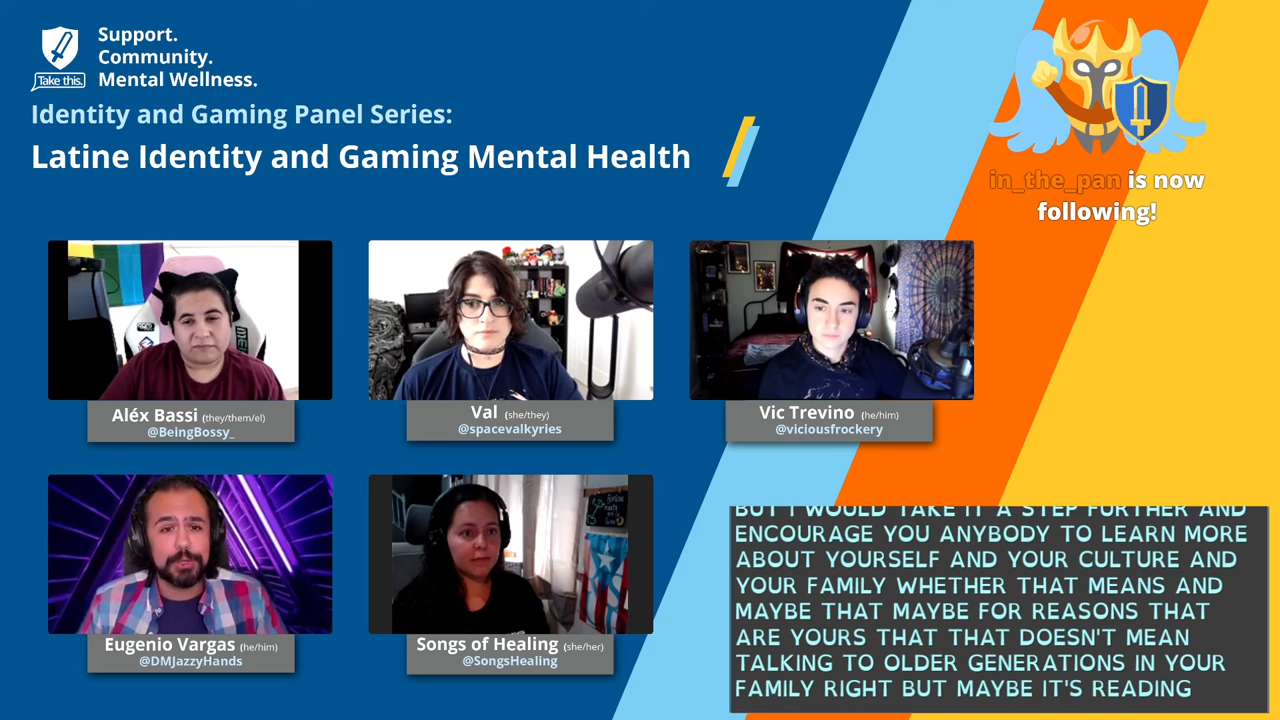 Support.
Community.
Mental Wellness.
Take this.
Identity and Gaming Panel Series:
Latine Identity and Gaming Mental Health
in_the_pan is now
following!
Aléx Bassi (they/them/el)
@BeingBossy_
Val (she/they)
@spacevalkyries
Vic Trevino (he/him)
@viciousfrockery
Eugenio Vargas (he/him)
@DMJazzyHands
Songs of Healing (she/her)
@SongsHealing
BUT I WOULD TAKE IT A STEP FURTHER AND
ENCOURAGE YOU ANYBODY TO LEARN MORE
ABOUT YOURSELF AND YOUR CULTURE AND
YOUR FAMILY WHETHER THAT MEANS AND
MAYBE THAT MAYBE FOR REASONS THAT
ARE YOURS THAT THAT DOESN'T MEAN
TALKING TO OLDER GENERATIONS IN YOUR
FAMILY RIGHT BUT MAYBE IT'S READING